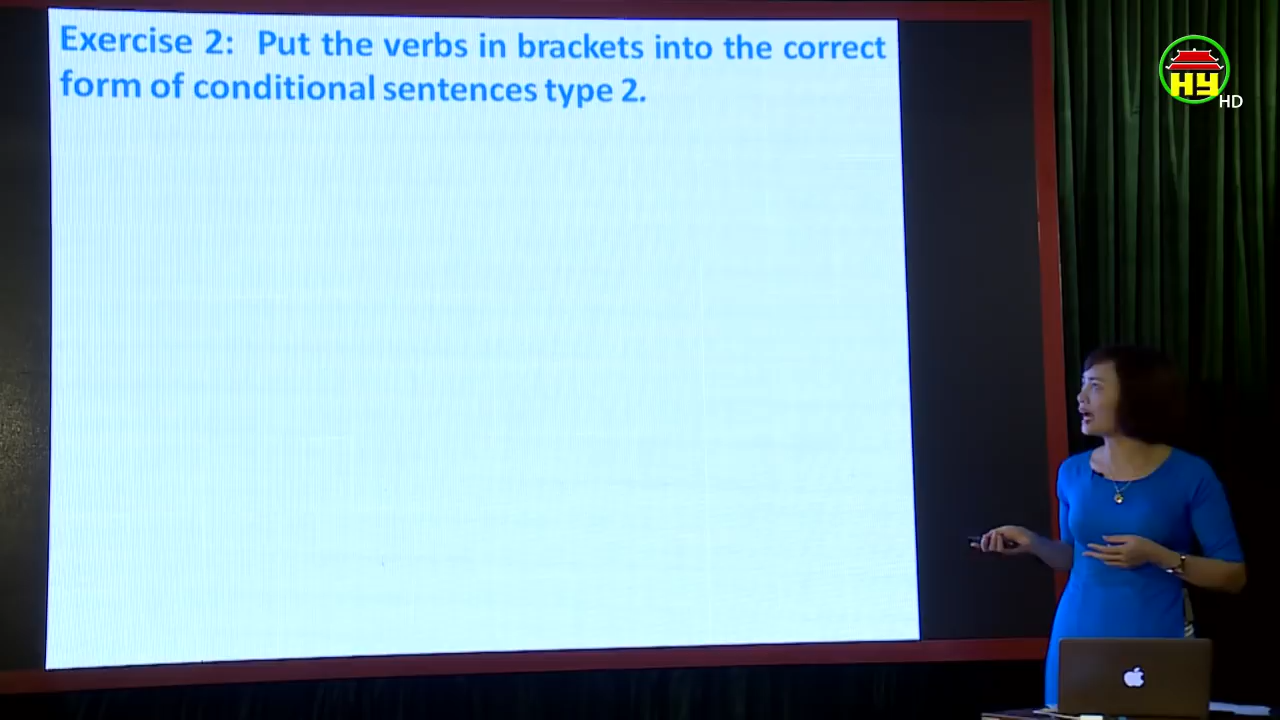 Exercise 2: Put the verbs in brackets into the correct
form of conditional sentences type 2.
HY
HD